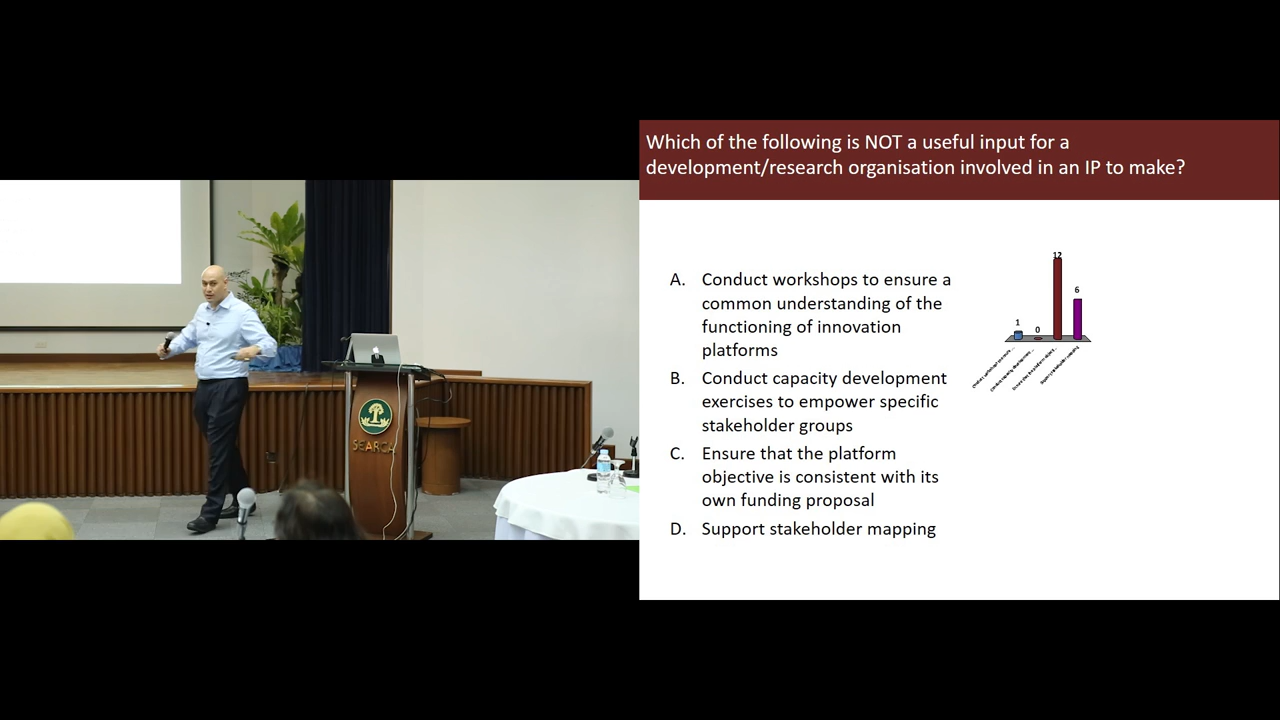 Which of the following is NOT a useful input for a
development/research organisation involved in an IP to make?
A. Conduct workshops to ensure a
common understanding of the
functioning of innovation
platforms
B. Conduct capacity development
exercises to empower specific
stakeholder groups
C. Ensure that the platform
objective is consistent with its
own funding proposal
D. Support stakeholder mapping
1
0
12
6
SEARCA